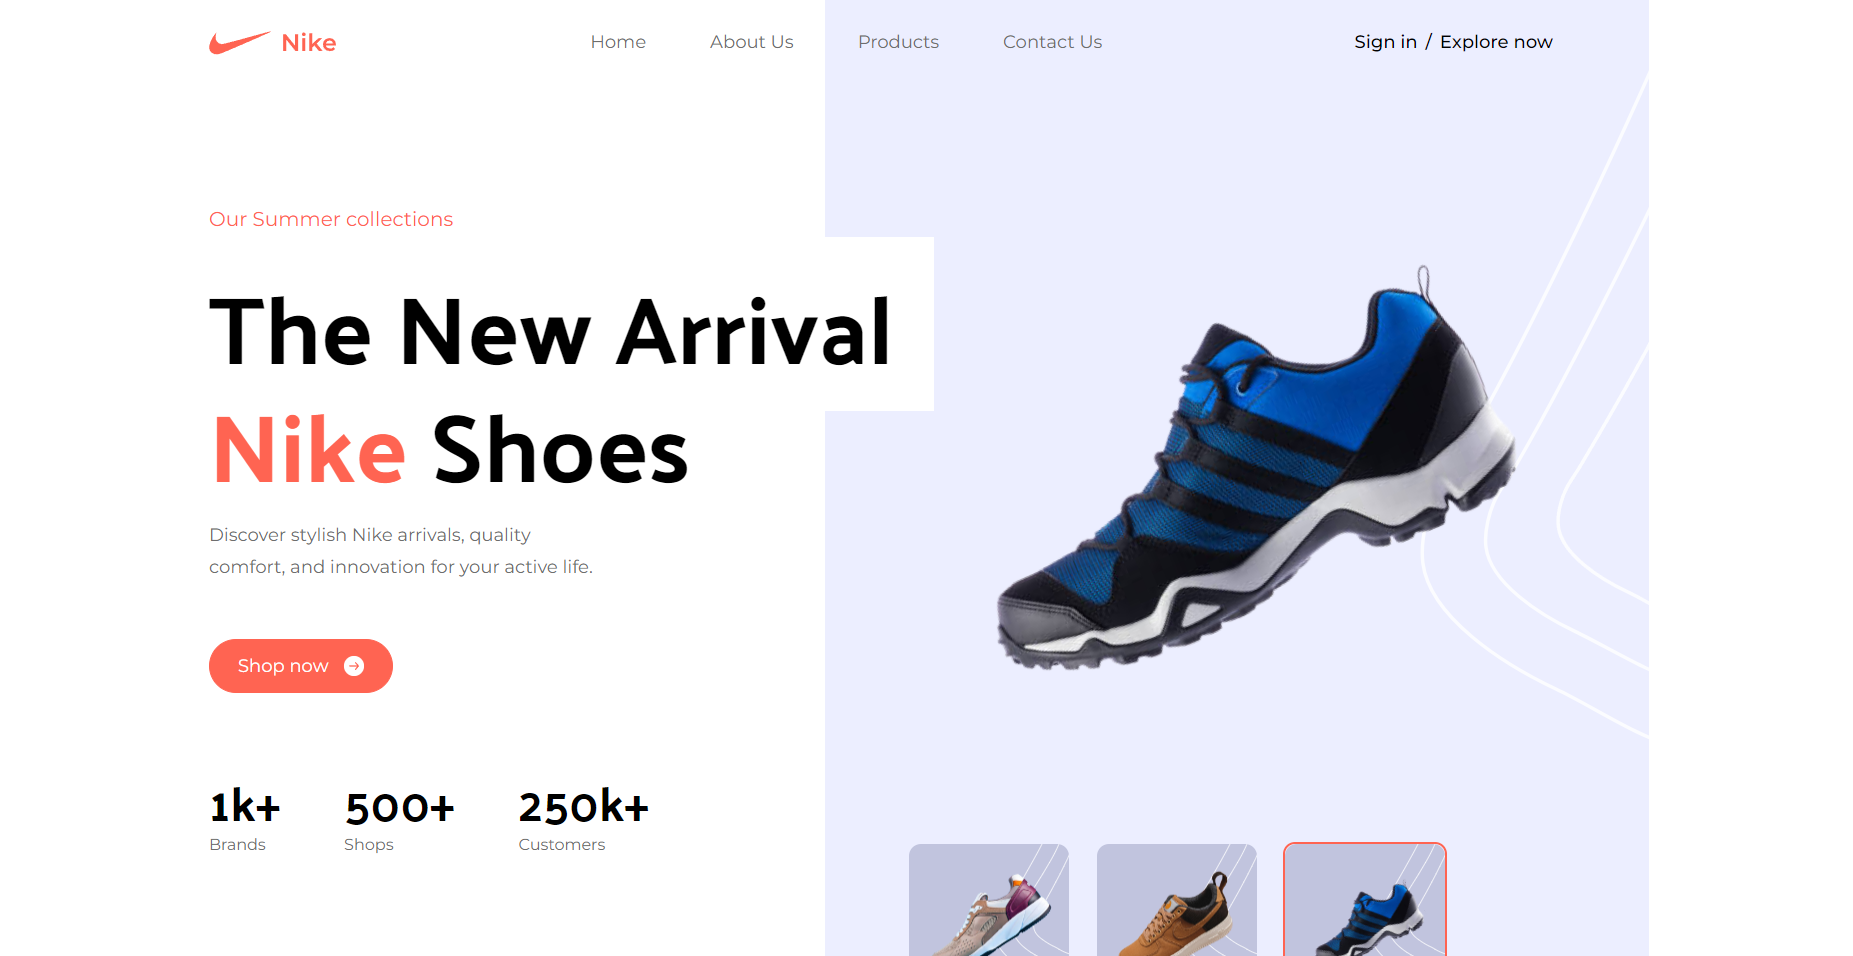 Nike
Home
About Us
Products
Contact Us
Sign in / Explore now
Our Summer collections
The New Arrival
Nike Shoes
Discover stylish Nike arrivals, quality
comfort, and innovation for your active life.
Shop now
1k+
Brands
500+
Shops
250k+
Customers